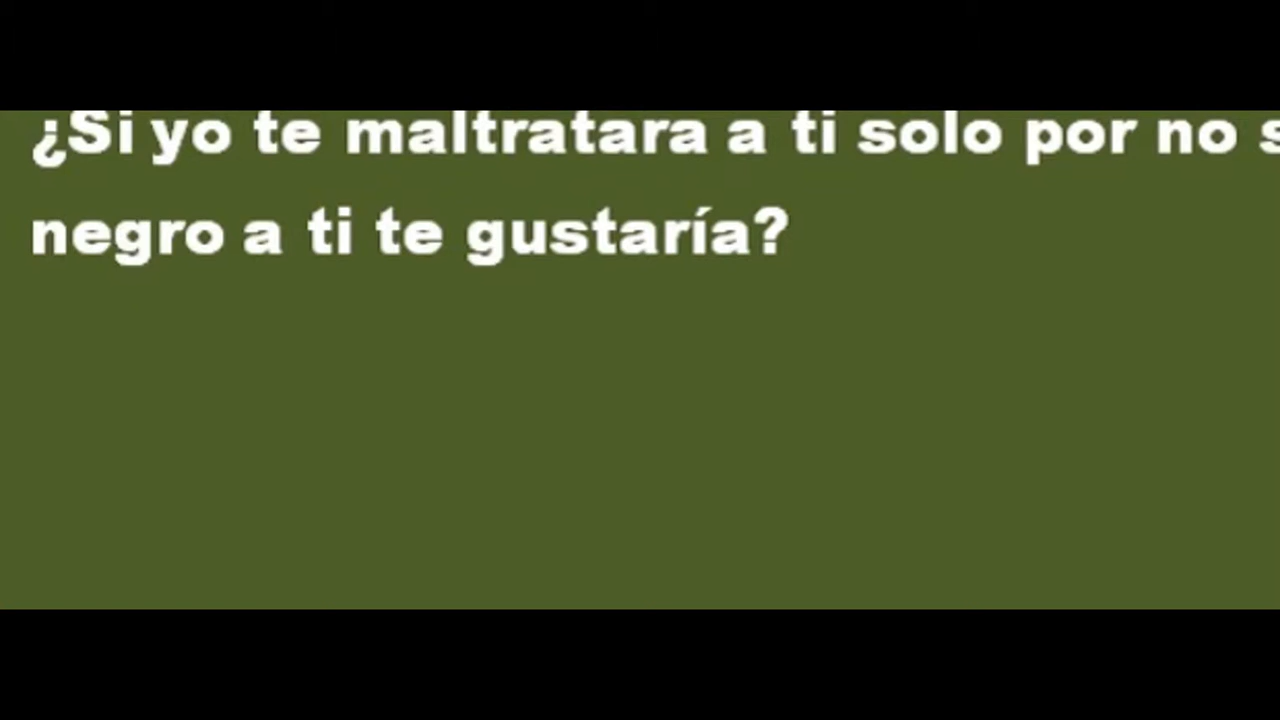 ¿Si yo te maltratara a ti solo por no
negro a ti te gustaría?